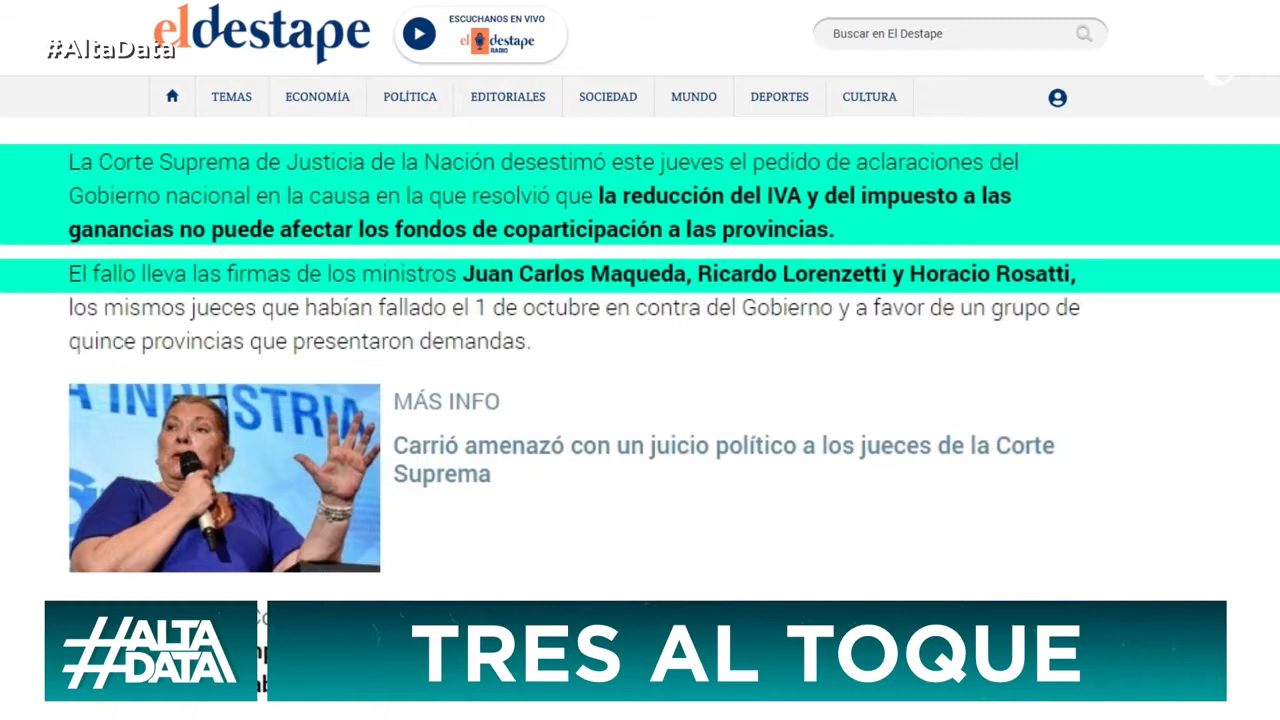 eldestape
#AltaData
ESCUCHANOS EN VIVO
el destape
RADIO
Buscar en El Destape
TEMAS
ECONOMÍA
POLÍTICA
EDITORIALES
SOCIEDAD
MUNDO
DEPORTES
CULTURA
La Corte Suprema de Justicia de la Nación desestimó este jueves el pedido de aclaraciones del
Gobierno nacional en la causa en la que resolvió que la reducción del IVA y del impuesto a las
ganancias no puede afectar los fondos de coparticipación a las provincias.
El fallo lleva las firmas de los ministros Juan Carlos Maqueda, Ricardo Lorenzetti y Horacio Rosatti,
los mismos jueces que habían fallado el 1 de octubre en contra del Gobierno y a favor de un grupo de
quince provincias que presentaron demandas.
A INDUSTRIA
MÁS INFO
Carrió amenazó con un juicio político a los jueces de la Corte
Suprema
#ALTA
DATA
TRES AL TOQUE